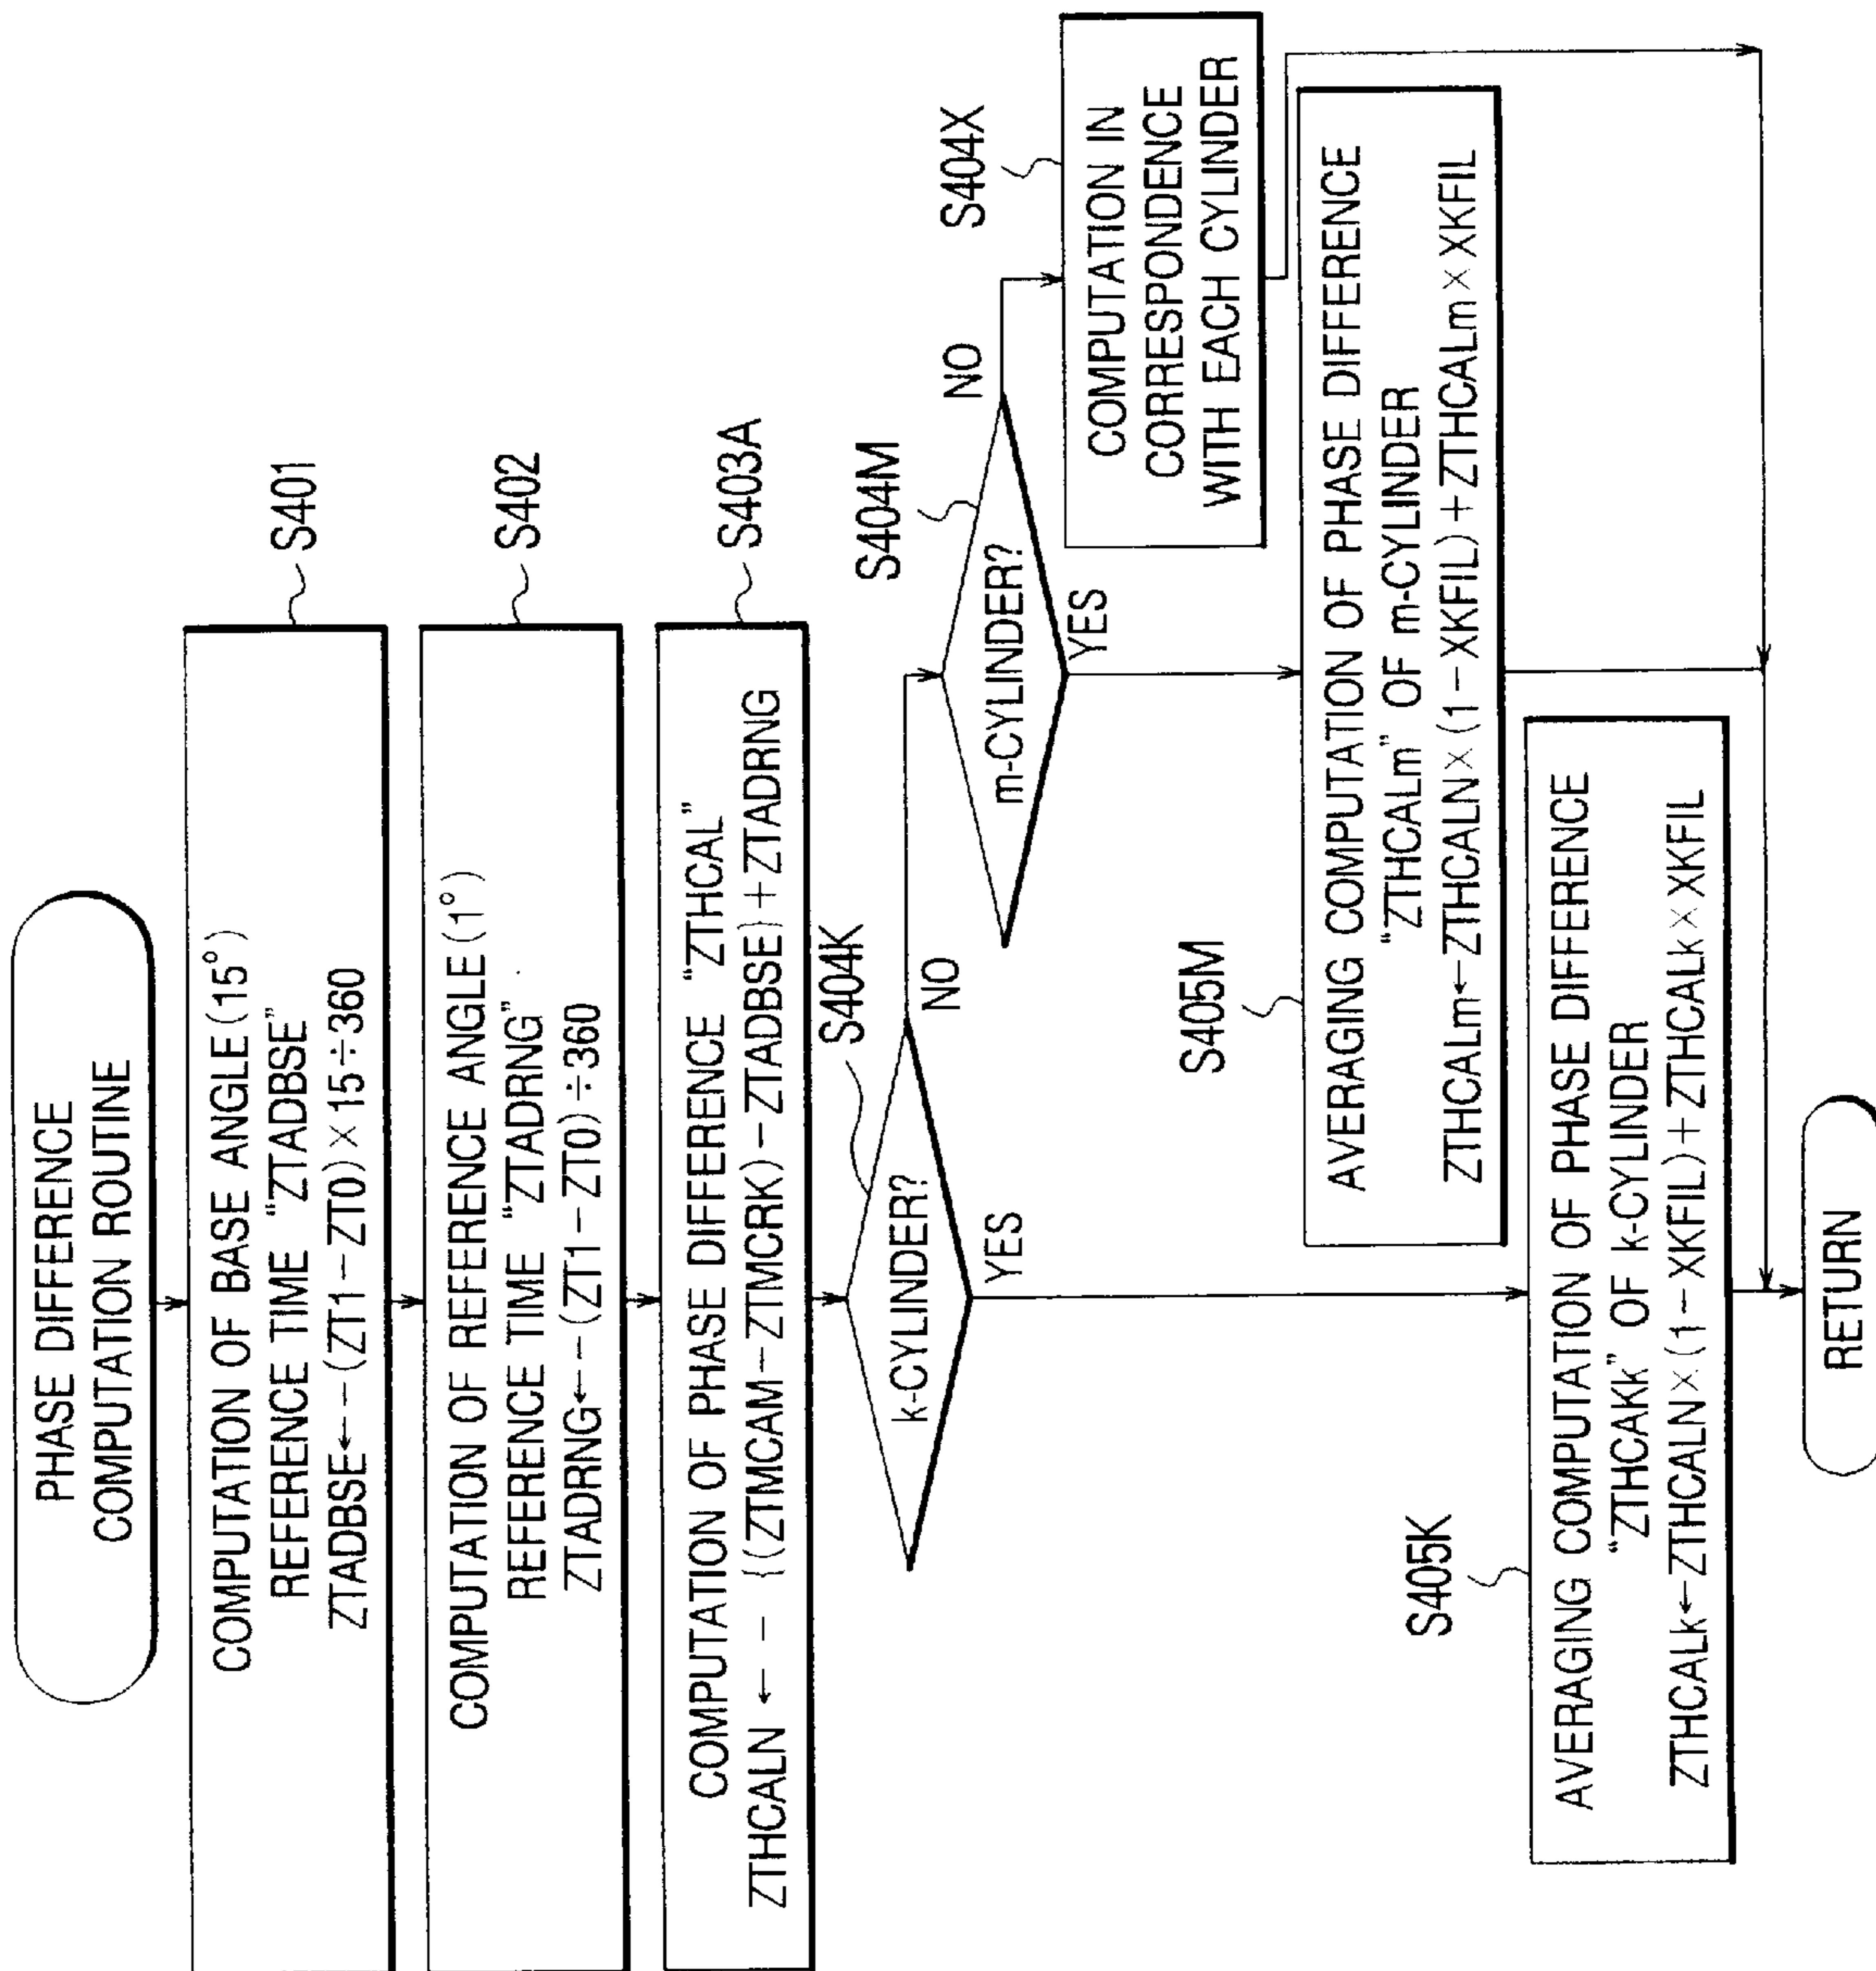 PHASE DIFFERENCE
COMPUTATION ROUTINE
COMPUTATION OF BASE ANGLE (15°)
REFERENCE TIME "ZTADBSE"
ZTADBSE←--(ZT1-ZT0)×15÷360
S401
COMPUTATION OF REFERENCE ANGLE (1°)
REFERENCE TIME "ZTADRNG"
ZTADRNG←--(ZT1-ZT0)÷360
S402
COMPUTATION OF PHASE DIFFERENCE "ZTHCAL"
ZTHCALN ←-- {(ZTMCAM-ZTMCRK)-ZTADBSE}+ZTADRNG
S403A
k-CYLINDER?
S404K
NO
YES
m-CYLINDER?
S404M
NO
YES
COMPUTATION IN
CORRESPONDENCE
WITH EACH CYLINDER
S404X
S405M
AVERAGING COMPUTATION OF PHASE DIFFERENCE
"ZTHCALm" OF m-CYLINDER
ZTHCALm←ZTHCALN×(1-XKFIL)+ZTHCALm×XKFIL
S405K
AVERAGING COMPUTATION OF PHASE DIFFERENCE
"ZTHCAKk" OF k-CYLINDER
ZTHCALk←ZTHCALN×(1-XKFIL)+ZTHCALk×XKFIL
RETURN